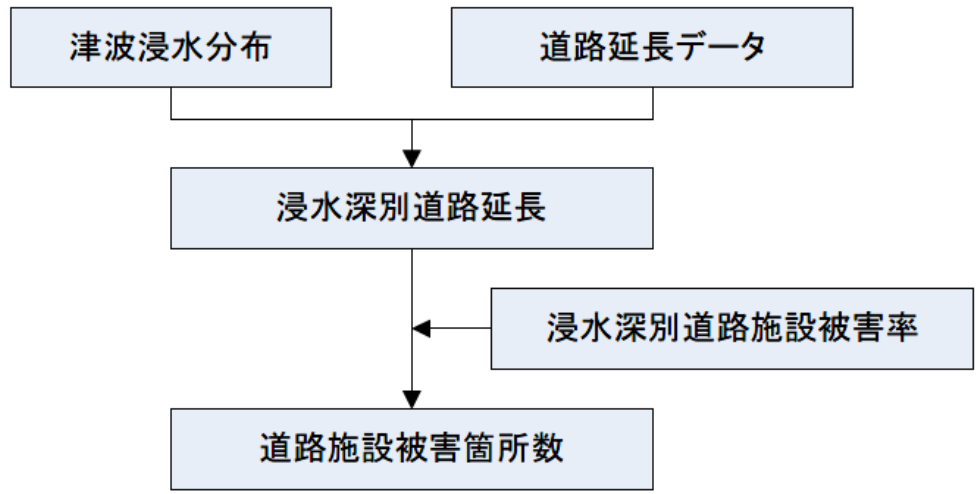 津波浸水分布
道路延長データ
浸水深別道路延長
浸水深別道路施設被害率
道路施設被害箇所数